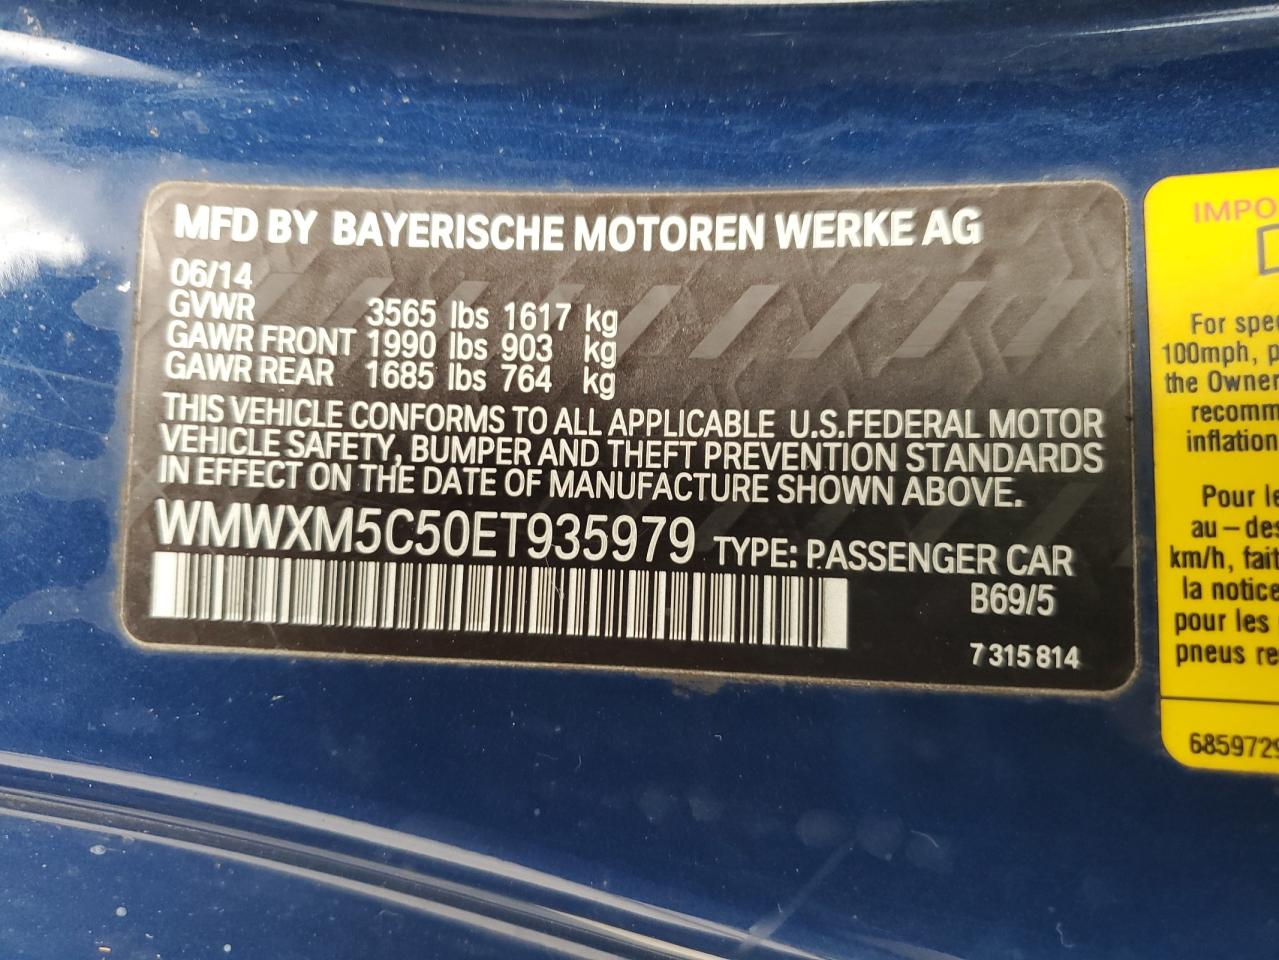 MFD BY BAYERISCHE MOTOREN WERKE AG
06/14
GVWR 3565 lbs 1617 kg
GAWR FRONT 1990 lbs 903 kg
GAWR REAR 1685 lbs 764 kg
THIS VEHICLE CONFORMS TO ALL APPLICABLE U.S.FEDERAL MOTOR
VEHICLE SAFETY, BUMPER AND THEFT PREVENTION STANDARDS
IN EFFECT ON THE DATE OF MANUFACTURE SHOWN ABOVE.
WMWXM5C50ET935979 TYPE: PASSENGER CAR
B69/5
7 315 814
IMPO
For spe
100mph, p
the Owner
recomm
inflation
Pour le
au-des
km/h, fait
la notice
pour les
pneus re
6859729